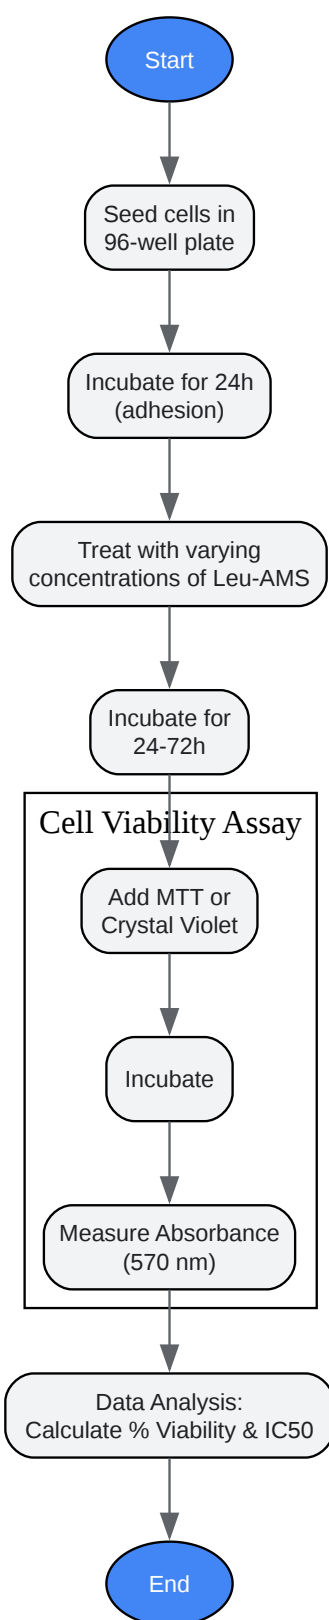 Start
Seed cells in
96-well plate
Incubate for 24h
(adhesion)
Treat with varying
concentrations of Leu-AMS
Incubate for
24-72h
Cell Viability Assay
Add MTT or
Crystal Violet
Incubate
Measure Absorbance
(570 nm)
Data Analysis:
Calculate % Viability & IC50
End